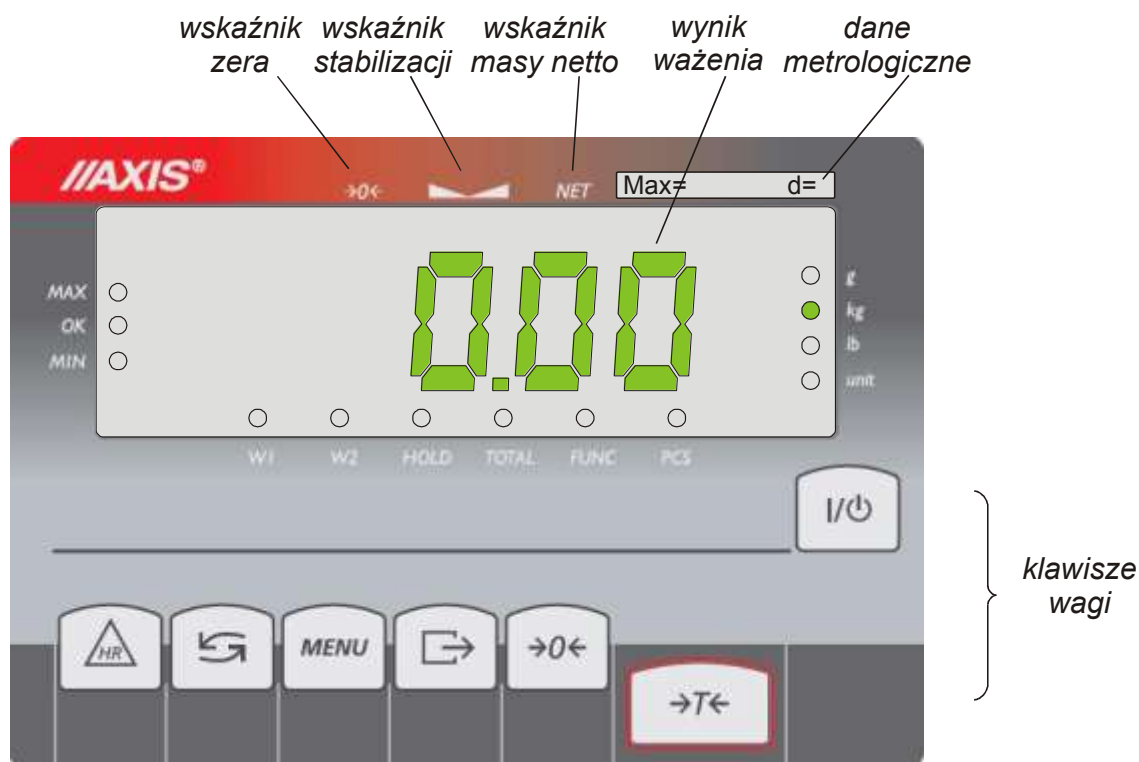 wskaźnik
zera
wskaźnik
stabilizacji
wskaźnik
masy netto
wynik
ważenia
dane
metrologiczne
//AXIS®
→0←
NET
Max= d=
MAX
OK
MIN
0.00
g
kg
lb
unit
W1 W2 HOLD TOTAL FUNC PCS
I/⏻
klawisze
wagi
HR
MENU
→0←
→T←